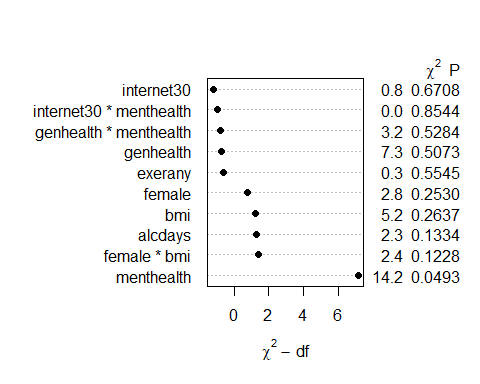 χ² P
internet30 0.8 0.6708
internet30 * menthealth 0.0 0.8544
genhealth * menthealth 3.2 0.5284
genhealth 7.3 0.5073
exerany 0.3 0.5545
female 2.8 0.2530
bmi 5.2 0.2637
alcdays 2.3 0.1334
female * bmi 2.4 0.1228
menthealth 14.2 0.0493
0 2 4 6
χ² − df